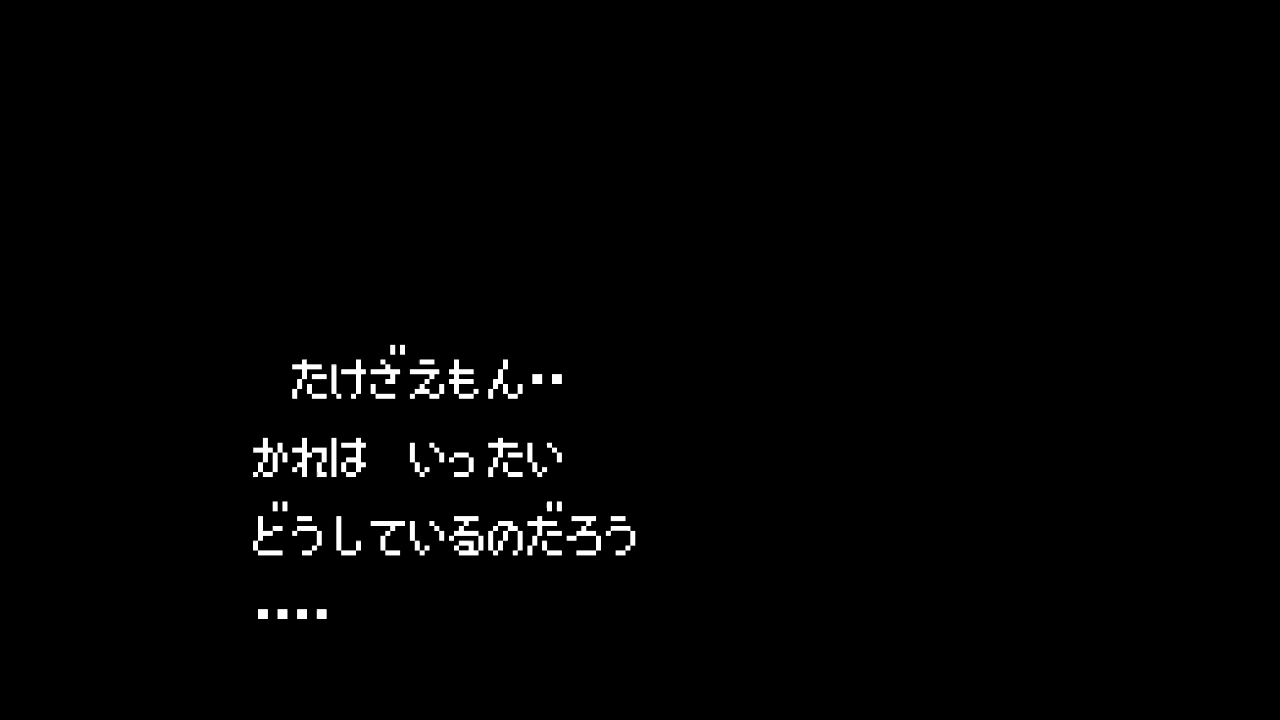 たけざえもん‥
かれは　いったい
どうしているのだろう
‥‥